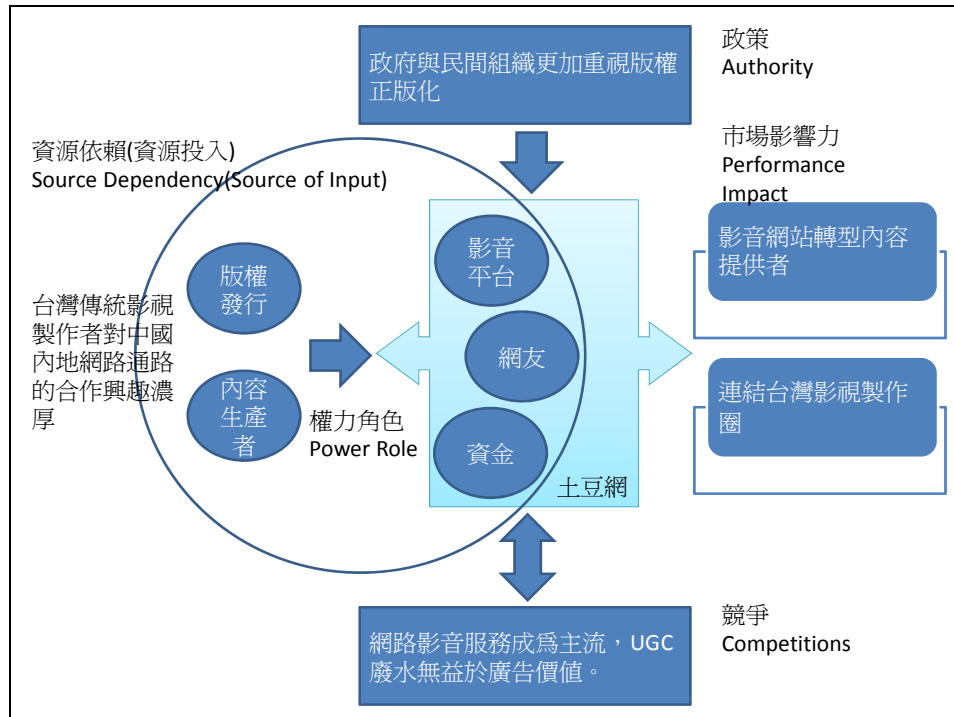 政府與民間組織更加重視版權
正版化
政策
Authority
資源依賴(資源投入)
Source Dependency(Source of Input)
市場影響力
Performance
Impact
版權
發行
影音
平台
影音網站轉型內容
提供者
台灣傳統影視
製作者對中國
內地網路通路
的合作興趣濃
厚
網友
內容
生產
者
權力角色
Power Role
連結台灣影視製作
圈
資金
土豆網
網路影音服務成爲主流，UGC
廢水無益於廣告價值。
競爭
Competitions